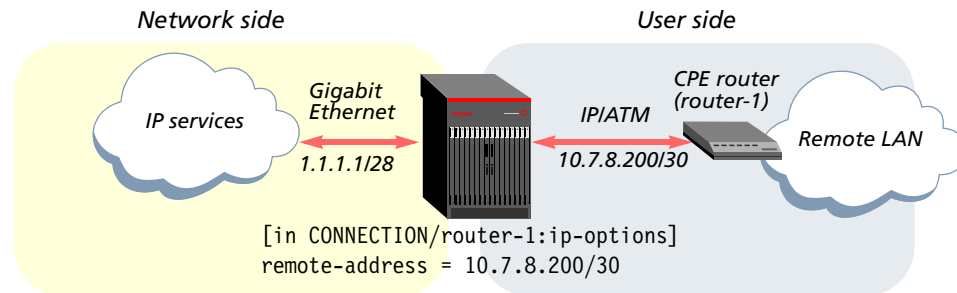 Network side
User side
IP services
Gigabit
Ethernet
1.1.1.1/28
IP/ATM
10.7.8.200/30
CPE router
(router-1)
Remote LAN
[in CONNECTION/router-1:ip-options]
remote-address = 10.7.8.200/30